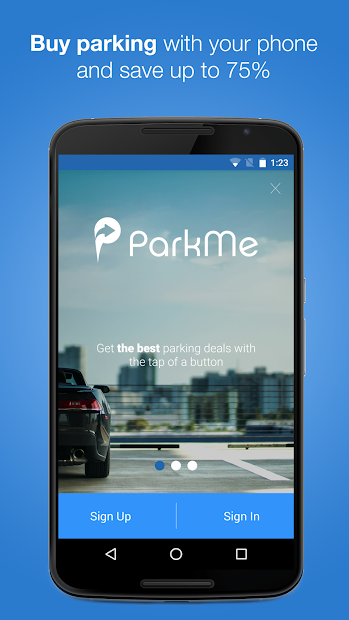 Buy parking with your phone
and save up to 75%
1:23
ParkMe
Get the best parking deals with
the tap of a button
Sign Up
Sign In